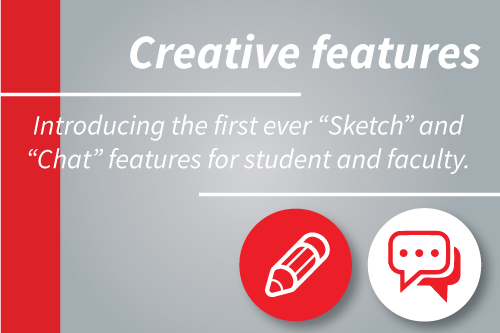 Creative features
Introducing the first ever “Sketch” and
“Chat” features for student and faculty.